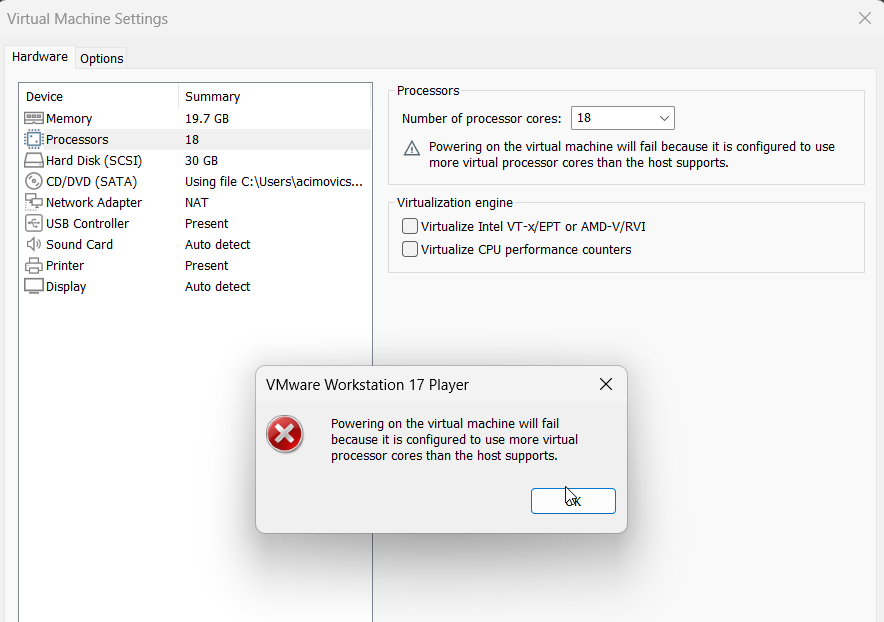 Virtual Machine Settings
Hardware
Options
Device Summary
Memory 19.7 GB
Processors 18
Hard Disk (SCSI) 30 GB
CD/DVD (SATA) Using file C:\Users\acimovics...
Network Adapter NAT
USB Controller Present
Sound Card Auto detect
Printer Present
Display Auto detect
Processors
Number of processor cores: 18
Powering on the virtual machine will fail because it is configured to use
more virtual processor cores than the host supports.
Virtualization engine
Virtualize Intel VT-x/EPT or AMD-V/RVI
Virtualize CPU performance counters
VMware Workstation 17 Player
Powering on the virtual machine will fail
because it is configured to use more virtual
processor cores than the host supports.
OK